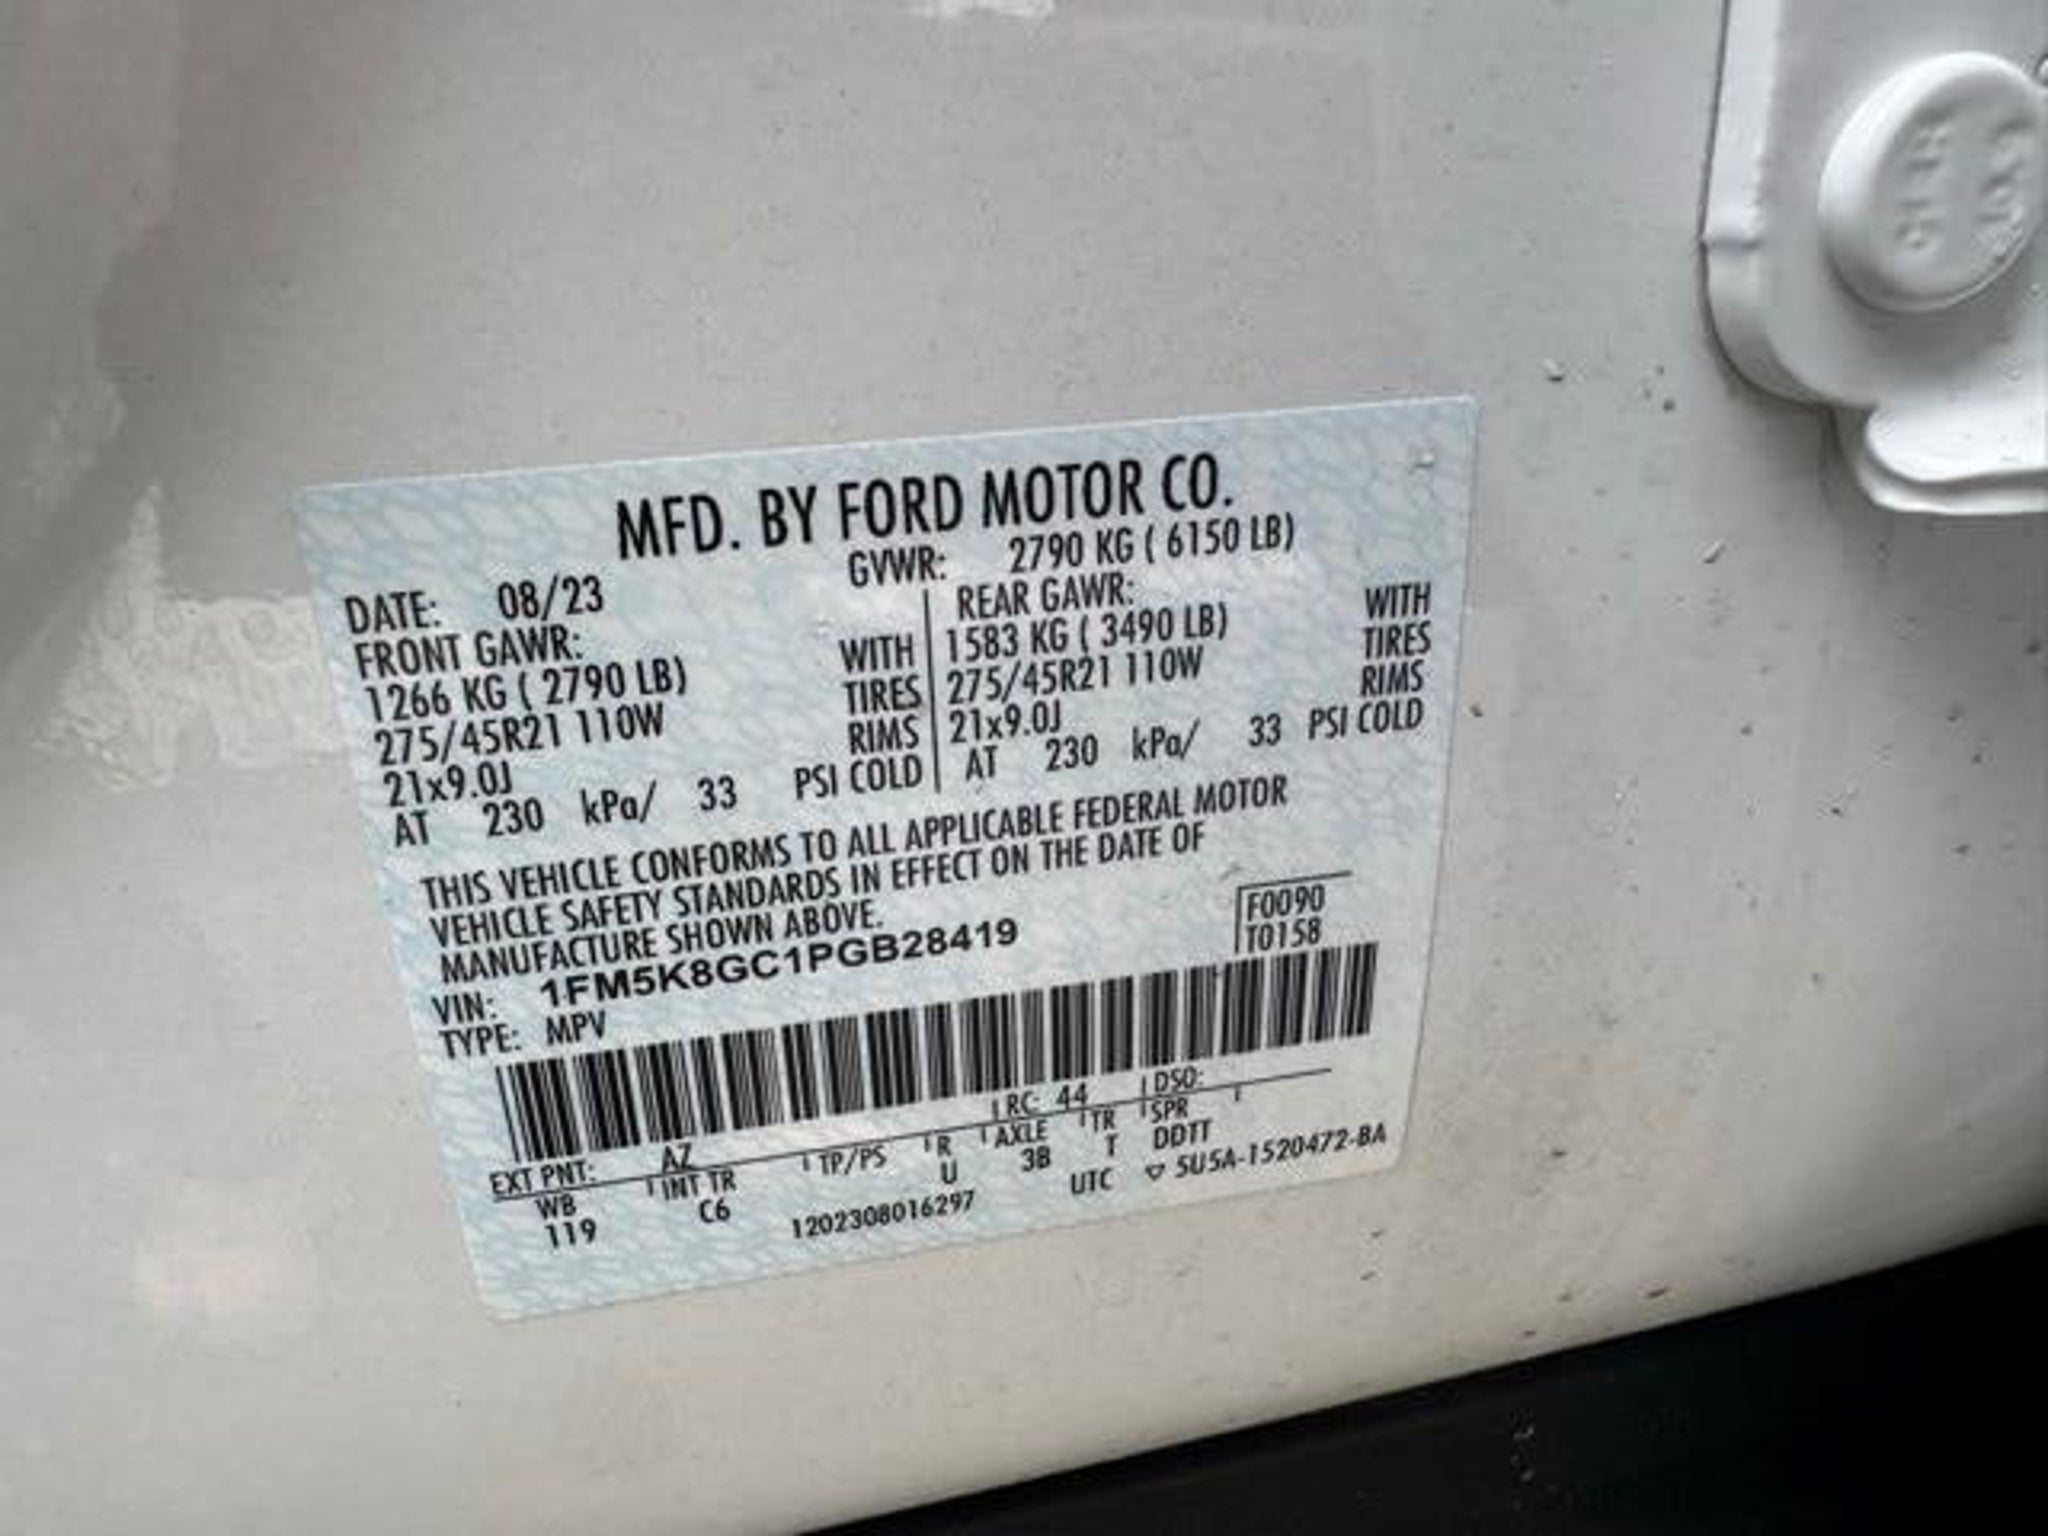 MFD. BY FORD MOTOR CO.
DATE: 08/23 GVWR: 2790 KG ( 6150 LB)
FRONT GAWR: REAR GAWR:
1266 KG ( 2790 LB) WITH 1583 KG ( 3490 LB) WITH
275/45R21 110W TIRES 275/45R21 110W TIRES
21x9.0J RIMS 21x9.0J RIMS
AT 230 kPa/ 33 PSI COLD AT 230 kPa/ 33 PSI COLD
THIS VEHICLE CONFORMS TO ALL APPLICABLE FEDERAL MOTOR
VEHICLE SAFETY STANDARDS IN EFFECT ON THE DATE OF
MANUFACTURE SHOWN ABOVE.
F0090
VIN: 1FM5K8GC1PGB28419 T0158
TYPE: MPV
EXT PNT: AZ RC: 44 DSO:
WB INT TR TP/PS R AXLE TR SPR
119 C6 U 3B T DDTT
1202308016297 UTC 5U5A-1520472-BA